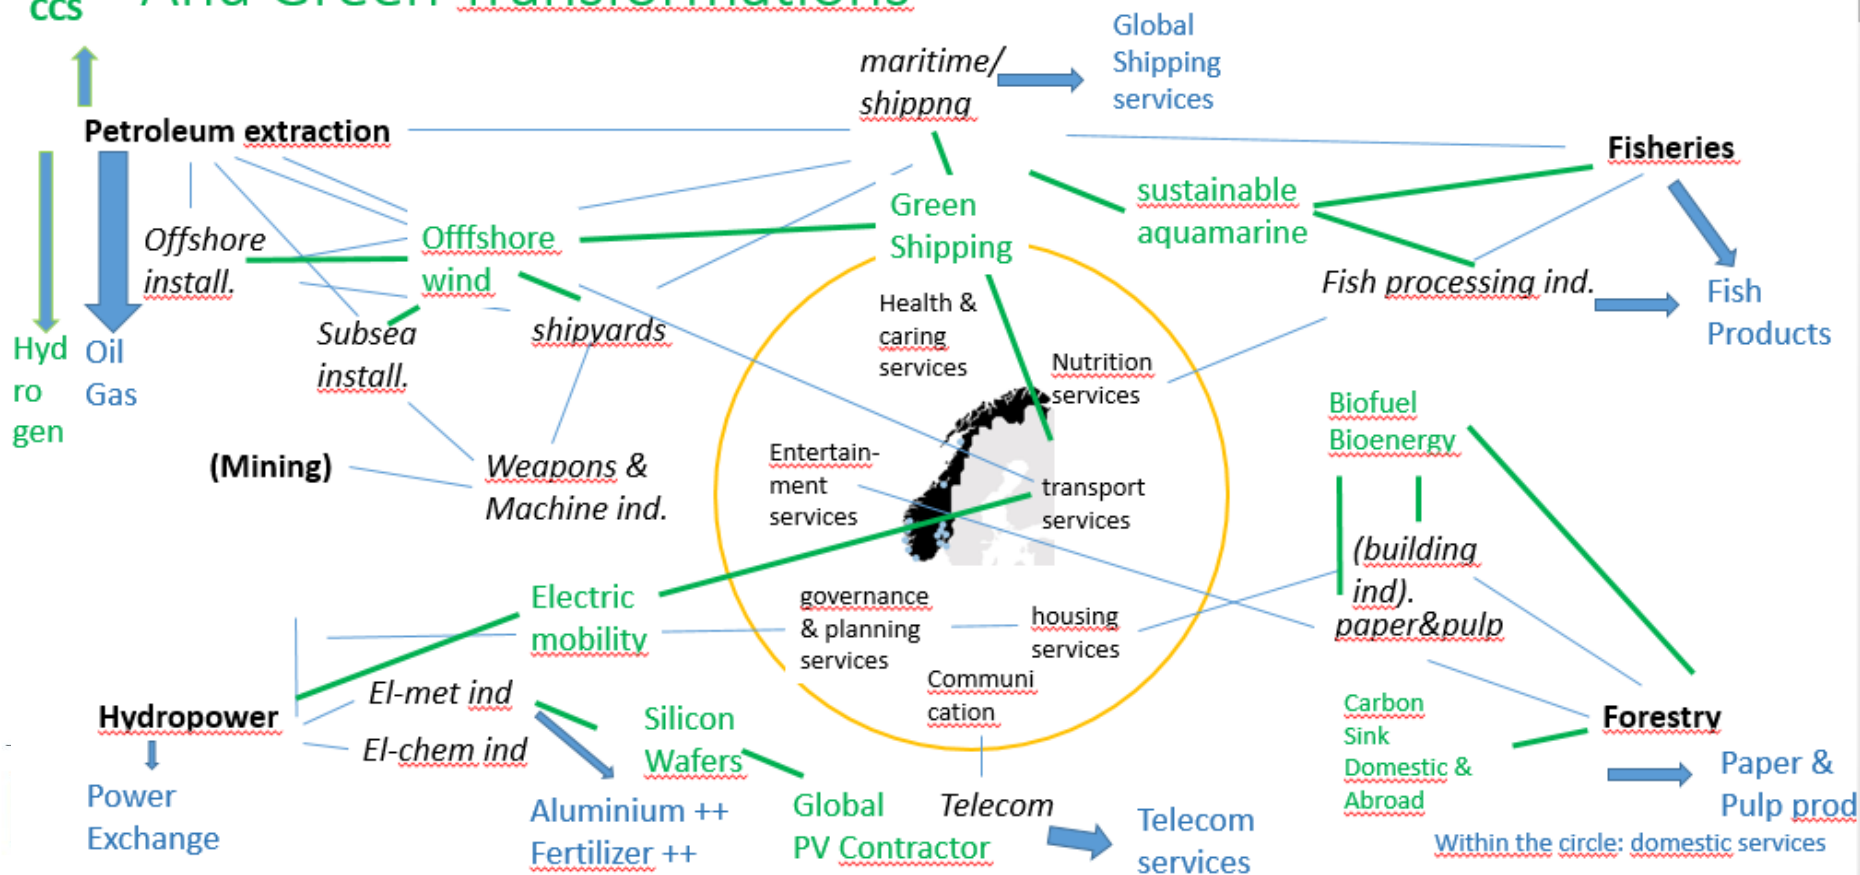 CCS
And Green Transformations
Global
Shipping
services
maritime/
shippng
Petroleum extraction
Fisheries
sustainable
aquamarine
Green
Shipping
Offshore
install.
Offfshore
wind
Fish processing ind.
Fish
Products
Health &
caring
services
Subsea
install.
shipyards
Hyd
ro
gen
Oil
Gas
Nutrition
services
Biofuel
Bioenergy
(Mining)
Weapons &
Machine ind.
Entertain-
ment
services
transport
services
(building
ind).
paper&pulp
Electric
mobility
governance
& planning
services
housing
services
Communi
cation
Hydropower
El-met ind
El-chem ind
Silicon
Wafers
Carbon
Sink
Domestic &
Abroad
Forestry
Paper &
Pulp prod
Power
Exchange
Aluminium ++
Fertilizer ++
Global
PV Contractor
Telecom
Telecom
services
Within the circle: domestic services